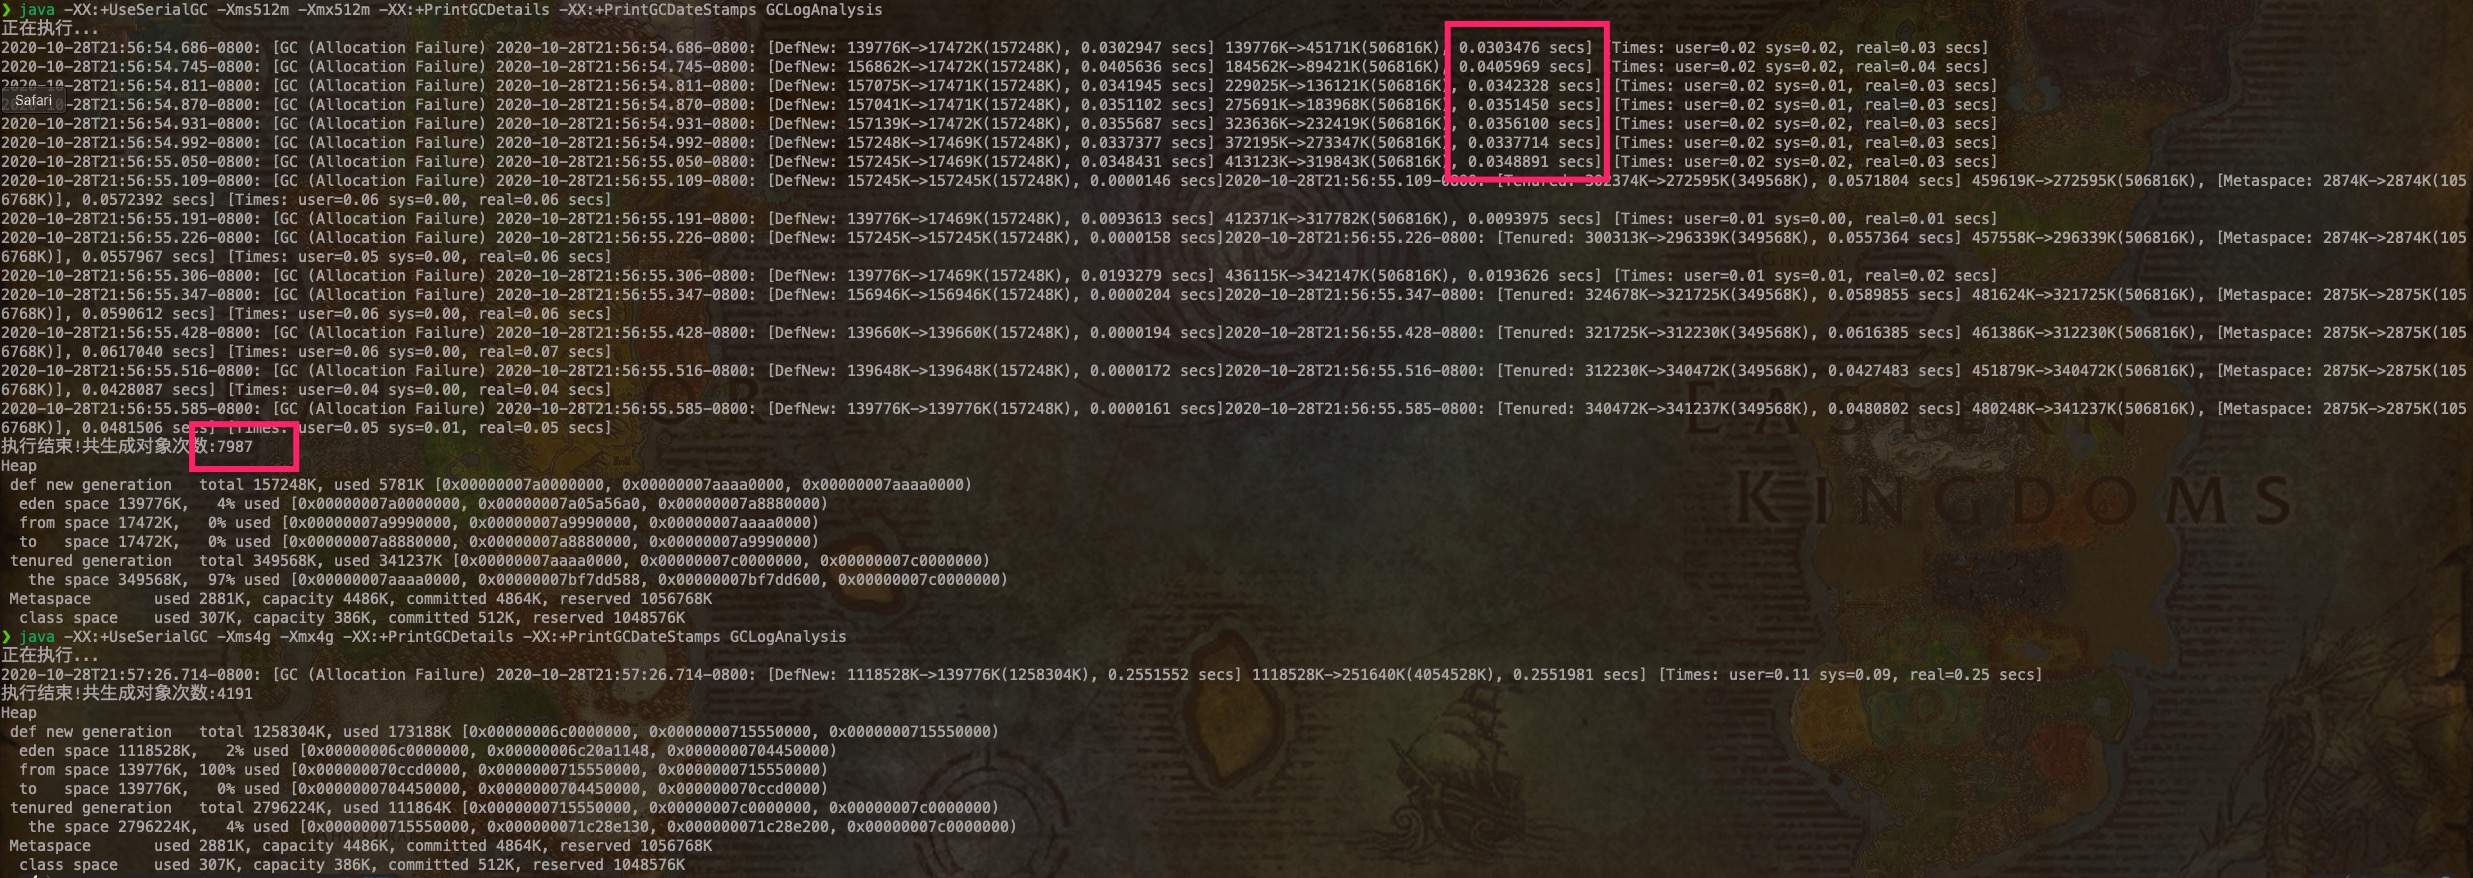 ❯ java -XX:+UseSerialGC -Xms512m -Xmx512m -XX:+PrintGCDetails -XX:+PrintGCDateStamps GCLogAnalysis
正在执行...
2020-10-28T21:56:54.686-0800: [GC (Allocation Failure) 2020-10-28T21:56:54.686-0800: [DefNew: 139776K->17472K(157248K), 0.0302947 secs] 139776K->45171K(506816K), 0.0303476 secs] [Times: user=0.02 sys=0.02, real=0.03 secs]
2020-10-28T21:56:54.745-0800: [GC (Allocation Failure) 2020-10-28T21:56:54.745-0800: [DefNew: 156862K->17472K(157248K), 0.0405636 secs] 184562K->89421K(506816K), 0.0405969 secs] [Times: user=0.02 sys=0.02, real=0.04 secs]
-28T21:56:54.811-0800: [GC (Allocation Failure) 2020-10-28T21:56:54.811-0800: [DefNew: 157075K->17471K(157248K), 0.0341945 secs] 229025K->136121K(506816K), 0.0342328 secs] [Times: user=0.02 sys=0.01, real=0.03 secs]
Safari
-28T21:56:54.870-0800: [GC (Allocation Failure) 2020-10-28T21:56:54.870-0800: [DefNew: 157041K->17471K(157248K), 0.0351102 secs] 275691K->183968K(506816K), 0.0351450 secs] [Times: user=0.02 sys=0.01, real=0.03 secs]
2020-10-28T21:56:54.931-0800: [GC (Allocation Failure) 2020-10-28T21:56:54.931-0800: [DefNew: 157139K->17472K(157248K), 0.0355687 secs] 323636K->232419K(506816K), 0.0356100 secs] [Times: user=0.02 sys=0.02, real=0.03 secs]
2020-10-28T21:56:54.992-0800: [GC (Allocation Failure) 2020-10-28T21:56:54.992-0800: [DefNew: 157248K->17469K(157248K), 0.0337377 secs] 372195K->273347K(506816K), 0.0337714 secs] [Times: user=0.02 sys=0.01, real=0.03 secs]
2020-10-28T21:56:55.050-0800: [GC (Allocation Failure) 2020-10-28T21:56:55.050-0800: [DefNew: 157245K->17469K(157248K), 0.0348431 secs] 413123K->319843K(506816K), 0.0348891 secs] [Times: user=0.02 sys=0.02, real=0.03 secs]
2020-10-28T21:56:55.109-0800: [GC (Allocation Failure) 2020-10-28T21:56:55.109-0800: [DefNew: 157245K->157245K(157248K), 0.0000146 secs]2020-10-28T21:56:55.109-0800: [Tenured: 302374K->272595K(349568K), 0.0571804 secs] 459619K->272595K(506816K), [Metaspace: 2874K->2874K(105
6768K)], 0.0572392 secs] [Times: user=0.06 sys=0.00, real=0.06 secs]
2020-10-28T21:56:55.191-0800: [GC (Allocation Failure) 2020-10-28T21:56:55.191-0800: [DefNew: 139776K->17469K(157248K), 0.0093613 secs] 412371K->317782K(506816K), 0.0093975 secs] [Times: user=0.01 sys=0.00, real=0.01 secs]
2020-10-28T21:56:55.226-0800: [GC (Allocation Failure) 2020-10-28T21:56:55.226-0800: [DefNew: 157245K->157245K(157248K), 0.0000158 secs]2020-10-28T21:56:55.226-0800: [Tenured: 300313K->296339K(349568K), 0.0557364 secs] 457558K->296339K(506816K), [Metaspace: 2874K->2874K(105
6768K)], 0.0557967 secs] [Times: user=0.05 sys=0.00, real=0.06 secs]
2020-10-28T21:56:55.306-0800: [GC (Allocation Failure) 2020-10-28T21:56:55.306-0800: [DefNew: 139776K->17469K(157248K), 0.0193279 secs] 436115K->342147K(506816K), 0.0193626 secs] [Times: user=0.01 sys=0.01, real=0.02 secs]
2020-10-28T21:56:55.347-0800: [GC (Allocation Failure) 2020-10-28T21:56:55.347-0800: [DefNew: 156946K->156946K(157248K), 0.0000204 secs]2020-10-28T21:56:55.347-0800: [Tenured: 324678K->321725K(349568K), 0.0589855 secs] 481624K->321725K(506816K), [Metaspace: 2875K->2875K(105
6768K)], 0.0590612 secs] [Times: user=0.06 sys=0.00, real=0.06 secs]
2020-10-28T21:56:55.428-0800: [GC (Allocation Failure) 2020-10-28T21:56:55.428-0800: [DefNew: 139660K->139660K(157248K), 0.0000194 secs]2020-10-28T21:56:55.428-0800: [Tenured: 321725K->312230K(349568K), 0.0616385 secs] 461386K->312230K(506816K), [Metaspace: 2875K->2875K(105
6768K)], 0.0617040 secs] [Times: user=0.06 sys=0.00, real=0.07 secs]
2020-10-28T21:56:55.516-0800: [GC (Allocation Failure) 2020-10-28T21:56:55.516-0800: [DefNew: 139648K->139648K(157248K), 0.0000172 secs]2020-10-28T21:56:55.516-0800: [Tenured: 312230K->340472K(349568K), 0.0427483 secs] 451879K->340472K(506816K), [Metaspace: 2875K->2875K(105
6768K)], 0.0428087 secs] [Times: user=0.04 sys=0.00, real=0.04 secs]
2020-10-28T21:56:55.585-0800: [GC (Allocation Failure) 2020-10-28T21:56:55.585-0800: [DefNew: 139776K->139776K(157248K), 0.0000161 secs]2020-10-28T21:56:55.585-0800: [Tenured: 340472K->341237K(349568K), 0.0480802 secs] 480248K->341237K(506816K), [Metaspace: 2875K->2875K(105
6768K)], 0.0481506 secs] [Times: user=0.05 sys=0.01, real=0.05 secs]
执行结束!共生成对象次数:7987
Heap
def new generation   total 157248K, used 5781K [0x00000007a0000000, 0x00000007aaaa0000, 0x00000007aaaa0000)
eden space 139776K,   4% used [0x00000007a0000000, 0x00000007a05a56a0, 0x00000007a8880000)
from space 17472K,   0% used [0x00000007a9990000, 0x00000007a9990000, 0x00000007aaaa0000)
to   space 17472K,   0% used [0x00000007a8880000, 0x00000007a8880000, 0x00000007a9990000)
tenured generation   total 349568K, used 341237K [0x00000007aaaa0000, 0x00000007c0000000, 0x00000007c0000000)
the space 349568K,  97% used [0x00000007aaaa0000, 0x00000007bf7dd588, 0x00000007bf7dd600, 0x00000007c0000000)
Metaspace       used 2881K, capacity 4486K, committed 4864K, reserved 1056768K
class space    used 307K, capacity 386K, committed 512K, reserved 1048576K
❯ java -XX:+UseSerialGC -Xms4g -Xmx4g -XX:+PrintGCDetails -XX:+PrintGCDateStamps GCLogAnalysis
正在执行...
2020-10-28T21:57:26.714-0800: [GC (Allocation Failure) 2020-10-28T21:57:26.714-0800: [DefNew: 1118528K->139776K(1258304K), 0.2551552 secs] 1118528K->251640K(4054528K), 0.2551981 secs] [Times: user=0.11 sys=0.09, real=0.25 secs]
执行结束!共生成对象次数:4191
Heap
def new generation   total 1258304K, used 173188K [0x00000006c0000000, 0x0000000715550000, 0x0000000715550000)
eden space 1118528K,   2% used [0x00000006c0000000, 0x00000006c20a1148, 0x0000000704450000)
from space 139776K, 100% used [0x000000070ccd0000, 0x0000000715550000, 0x0000000715550000)
to   space 139776K,   0% used [0x0000000704450000, 0x0000000704450000, 0x000000070ccd0000)
tenured generation   total 2796224K, used 111864K [0x0000000715550000, 0x00000007c0000000, 0x00000007c0000000)
the space 2796224K,   4% used [0x0000000715550000, 0x000000071c28e130, 0x000000071c28e200, 0x00000007c0000000)
Metaspace       used 2881K, capacity 4486K, committed 4864K, reserved 1056768K
class space    used 307K, capacity 386K, committed 512K, reserved 1048576K
EASTERN
KINGDOMS